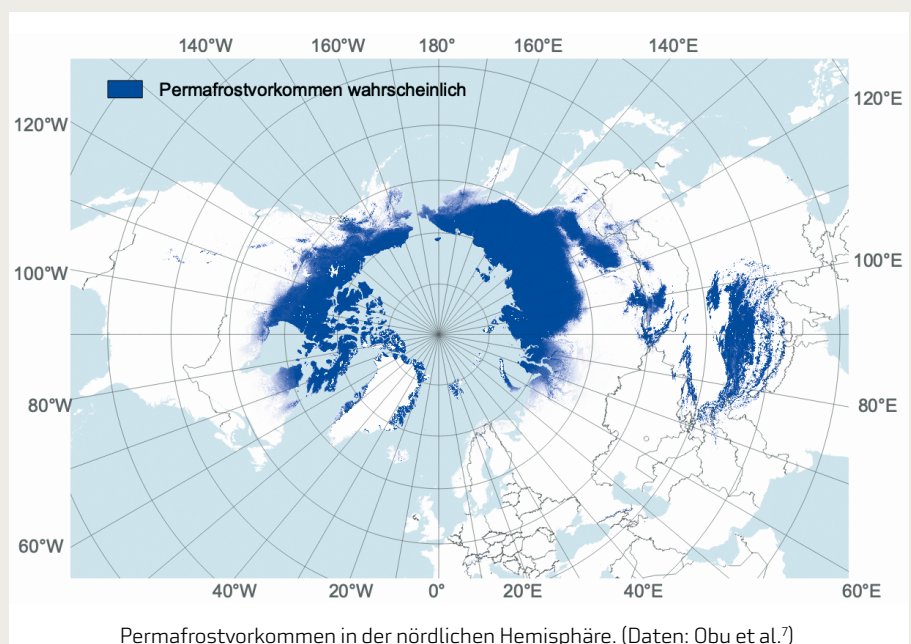 140°W 160°W 180° 160°E 140°E
Permafrostvorkommen wahrscheinlich
120°W 120°E
100°W 100°E
80°W 80°E
60°W
40°W 20°W 0° 20°E 40°E 60°E
Permafrostvorkommen in der nördlichen Hemisphäre. (Daten: Obu et al.⁷)